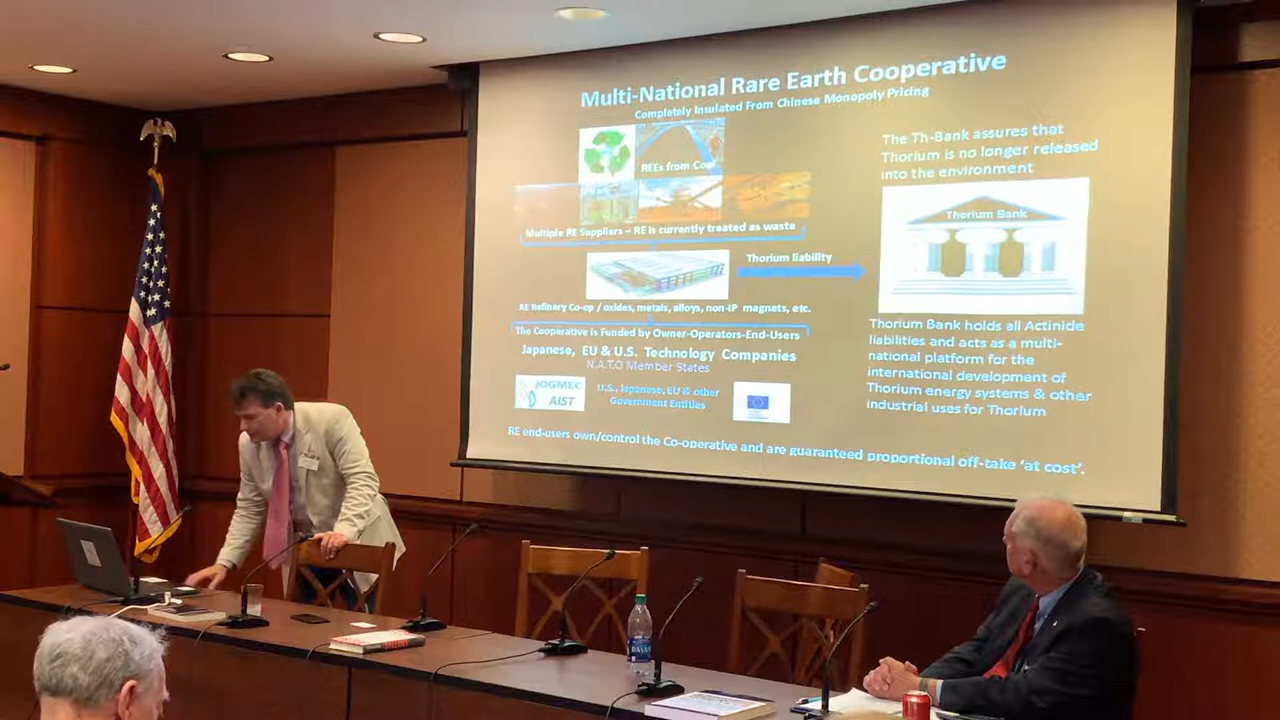 Multi-National Rare Earth Cooperative
Completely Insulated From Chinese Monopoly Pricing
REEs from Coal
Multiple RE Suppliers – RE is currently treated as waste
Thorium liability
RE Refinery Co-op / oxides, metals, alloys, non-IP magnets, etc.
The Cooperative is Funded by Owner-Operators-End-Users
Japanese, EU & U.S. Technology Companies
N.A.T.O Member States
JOGMEC
AIST
U.S., Japanese, EU & other
Government Entities
RE end-users own/control the Co-operative and are guaranteed proportional off-take 'at cost'.
The Th-Bank assures that
Thorium is no longer released
into the environment
Thorium Bank
Thorium Bank holds all Actinide
liabilities and acts as a multi-
national platform for the
international development of
Thorium energy systems & other
industrial uses for Thorium
DASANI